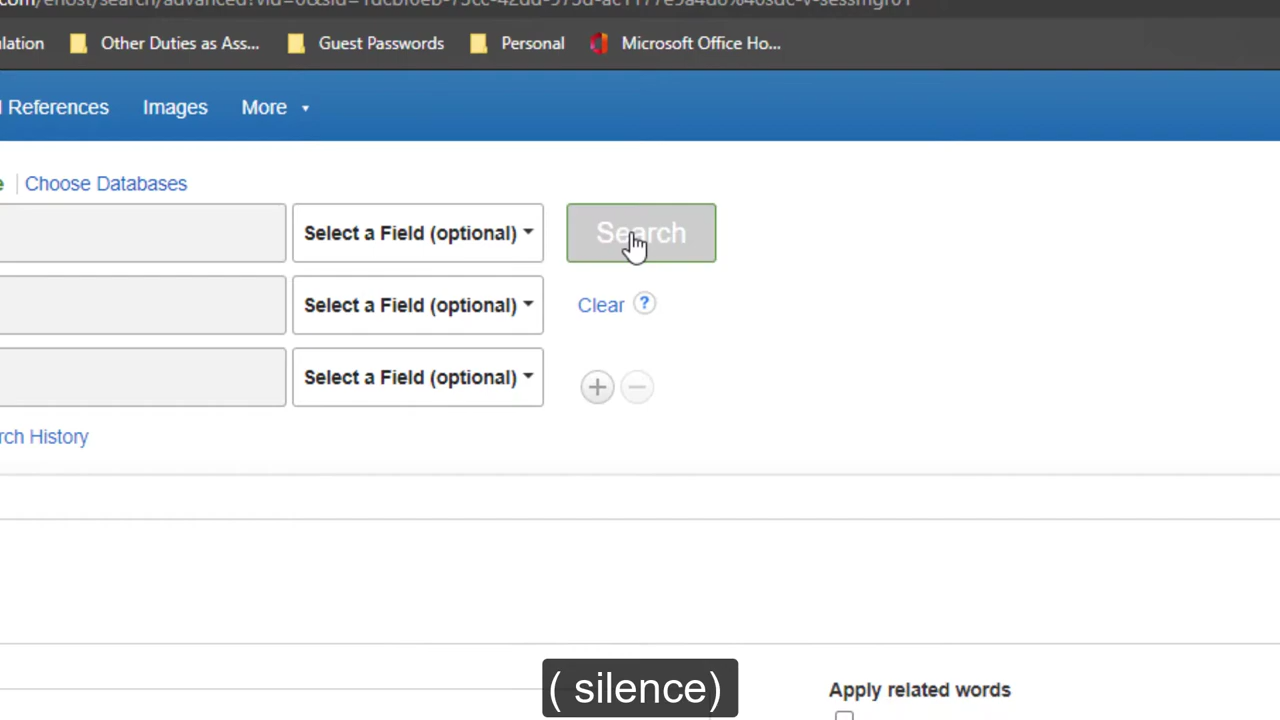 lation Other Duties as Ass... Guest Passwords Personal Microsoft Office Ho...
References Images More
Choose Databases
Select a Field (optional) Search
Select a Field (optional) Clear ?
Select a Field (optional)
rch History
( silence)
Apply related words